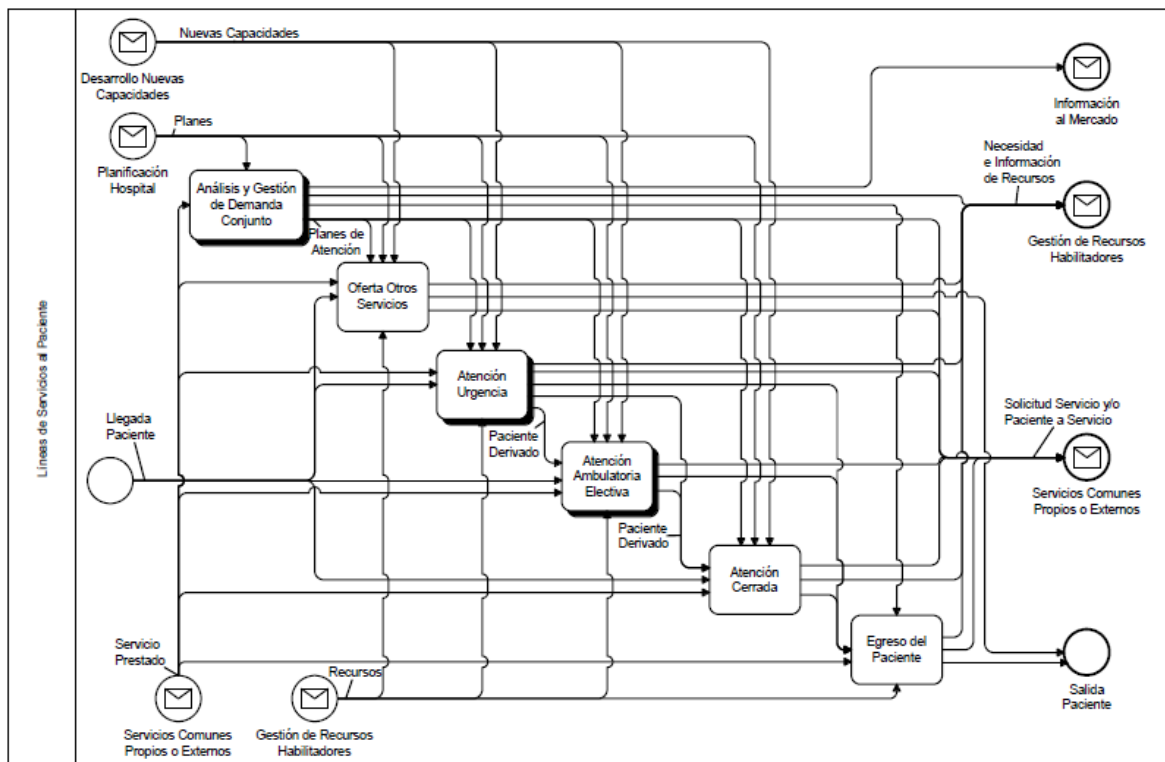 Líneas de Servicios al Paciente
Nuevas Capacidades
Desarrollo Nuevas
Capacidades
Planes
Planificación
Hospital
Análisis y Gestión
de Demanda
Conjunto
Planes de
Atención
Oferta Otros
Servicios
Atención
Urgencia
Paciente
Derivado
Atención
Ambulatoria
Electiva
Paciente
Derivado
Atención
Cerrada
Egreso del
Paciente
Llegada
Paciente
Servicio
Prestado
Servicios Comunes
Propios o Externos
Recursos
Gestión de Recursos
Habilitadores
Información
al Mercado
Necesidad
e Información
de Recursos
Gestión de Recursos
Habilitadores
Solicitud Servicio y/o
Paciente a Servicio
Servicios Comunes
Propios o Externos
Salida
Paciente